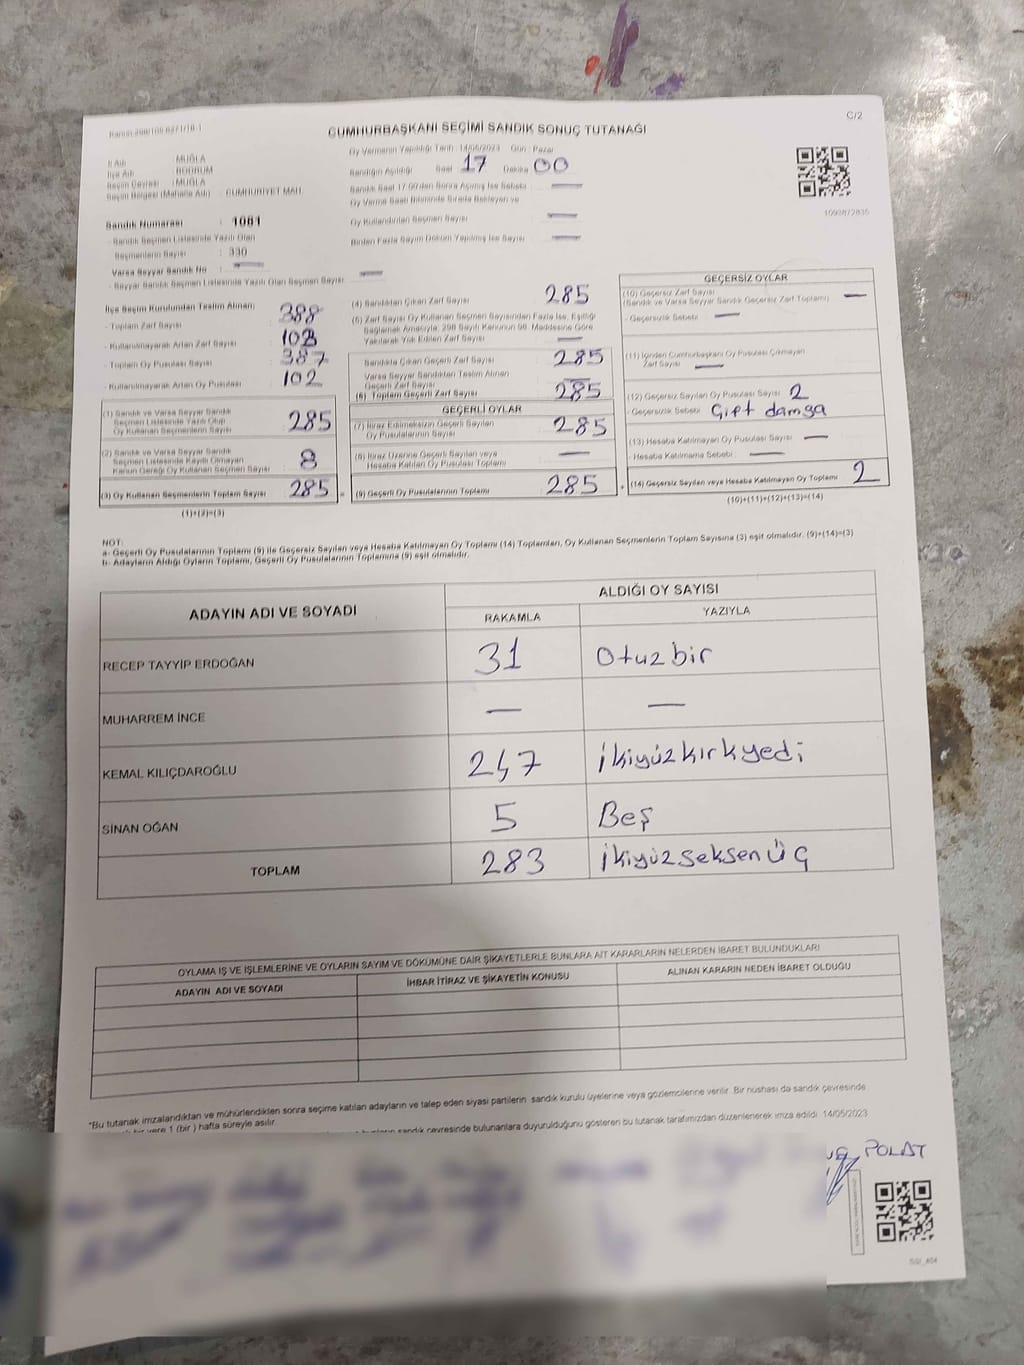 C/2
CUMHURBAŞKANI SEÇİMİ SANDIK SONUÇ TUTANAĞI
İl Adı : MUĞLA
İlçe Adı : BODRUM
Seçim Çevresi : MUĞLA
Seçim Bölgesi (Mahalle Adı) : CUMHURİYET MAH.
Sandık Numarası : 1081
- Sandık Seçmen Listesinde Yazılı Olan
Seçmenlerin Sayısı : 330
Varsa Seyyar Sandık No : —
- Seyyar Sandık Seçmen Listesinde Yazılı Olan Seçmen Sayısı : —
Oy Vermenin Yapıldığı Tarih : 14/05/2023 Gün : Pazar
Sandığın Açıldığı Saat 17 Dakika 00
Sandık Saat 17.00'den Sonra Açılmış İse Sebebi : —
Oy Verme Saati Bitiminde Sırada Bekleyen ve
Oy Kullandırılan Seçmen Sayısı : —
Birden Fazla Sayım Döküm Yapılmış İse Sayısı : —
1093872835
İlçe Seçim Kurulundan Teslim Alınan;
- Toplam Zarf Sayısı : 388
- Kullanılmayarak Artan Zarf Sayısı : 103
- Toplam Oy Pusulası Sayısı : 387
- Kullanılmayarak Artan Oy Pusulası : 102
(1) Sandık ve Varsa Seyyar Sandık
Seçmen Listesinde Yazılı Olup
Oy Kullanan Seçmenlerin Sayısı : 285
(2) Sandık ve Varsa Seyyar Sandık
Seçmen Listesinde Kayıtlı Olmayan
Kanun Gereği Oy Kullanan Seçmen Sayısı : 8
(3) Oy Kullanan Seçmenlerin Toplam Sayısı : 285
(1)+(2)=(3)
(4) Sandıktan Çıkan Zarf Sayısı : 285
(5) Zarf Sayısı Oy Kullanan Seçmen Sayısından Fazla İse, Eşitliği
Sağlamak Amacıyla, 298 Sayılı Kanunun 98. Maddesine Göre
Yakılarak Yok Edilen Zarf Sayısı : —
Sandıkta Çıkan Geçerli Zarf Sayısı : 285
Varsa Seyyar Sandıktan Teslim Alınan
Geçerli Zarf Sayısı : —
(6) Toplam Geçerli Zarf Sayısı : 285
GEÇERLİ OYLAR
(7) İtiraz Edilmeksizin Geçerli Sayılan
Oy Pusulalarının Sayısı : 285
(8) İtiraz Üzerine Geçerli Sayılan veya
Hesaba Katılan Oy Pusulası Toplamı : —
= (9) Geçerli Oy Pusulalarının Toplamı : 285
GEÇERSİZ OYLAR
(10) Geçersiz Zarf Sayısı : —
(Sandık ve Varsa Seyyar Sandık Geçersiz Zarf Toplamı)
- Geçersizlik Sebebi : —
(11) İçinden Cumhurbaşkanı Oy Pusulası Çıkmayan
Zarf Sayısı : —
(12) Geçersiz Sayılan Oy Pusulası Sayısı : 2
- Geçersizlik Sebebi : Çift damga
(13) Hesaba Katılmayan Oy Pusulası Sayısı : —
- Hesaba Katılmama Sebebi : —
+ (14) Geçersiz Sayılan veya Hesaba Katılmayan Oy Toplamı : 2
(10)+(11)+(12)+(13)=(14)
NOT:
a- Geçerli Oy Pusulalarının Toplamı (9) ile Geçersiz Sayılan veya Hesaba Katılmayan Oy Toplamı (14) Toplamları, Oy Kullanan Seçmenlerin Toplam Sayısına (3) eşit olmalıdır. (9)+(14)=(3)
b- Adayların Aldığı Oyların Toplamı, Geçerli Oy Pusulalarının Toplamına (9) eşit olmalıdır.
ADAYIN ADI VE SOYADI ALDIĞI OY SAYISI
RAKAMLA YAZIYLA
RECEP TAYYİP ERDOĞAN 31 Otuzbir
MUHARREM İNCE — —
KEMAL KILIÇDAROĞLU 247 ikiyüzkırkyedi
SİNAN OĞAN 5 Beş
TOPLAM 283 ikiyüzseksenüç
OYLAMA İŞ VE İŞLEMLERİNE VE OYLARIN SAYIM VE DÖKÜMÜNE DAİR ŞİKAYETLERLE BUNLARA AİT KARARLARIN NELERDEN İBARET BULUNDUKLARI
ADAYIN ADI VE SOYADI İHBAR İTİRAZ VE ŞİKAYETİN KONUSU ALINAN KARARIN NEDEN İBARET OLDUĞU
*Bu tutanak imzalandıktan ve mühürlendikten sonra seçime katılan adayların ve talep eden siyasi partilerin sandık kurulu üyelerine veya gözlemcilerine verilir. Bir nüshası da sandık çevresinde
bir yere 1 (bir) hafta süreyle asılır.
sandık çevresinde bulunanlara duyurulduğunu gösteren bu tutanak tarafımızdan düzenlenerek imza edildi. 14/05/2023
POLAT